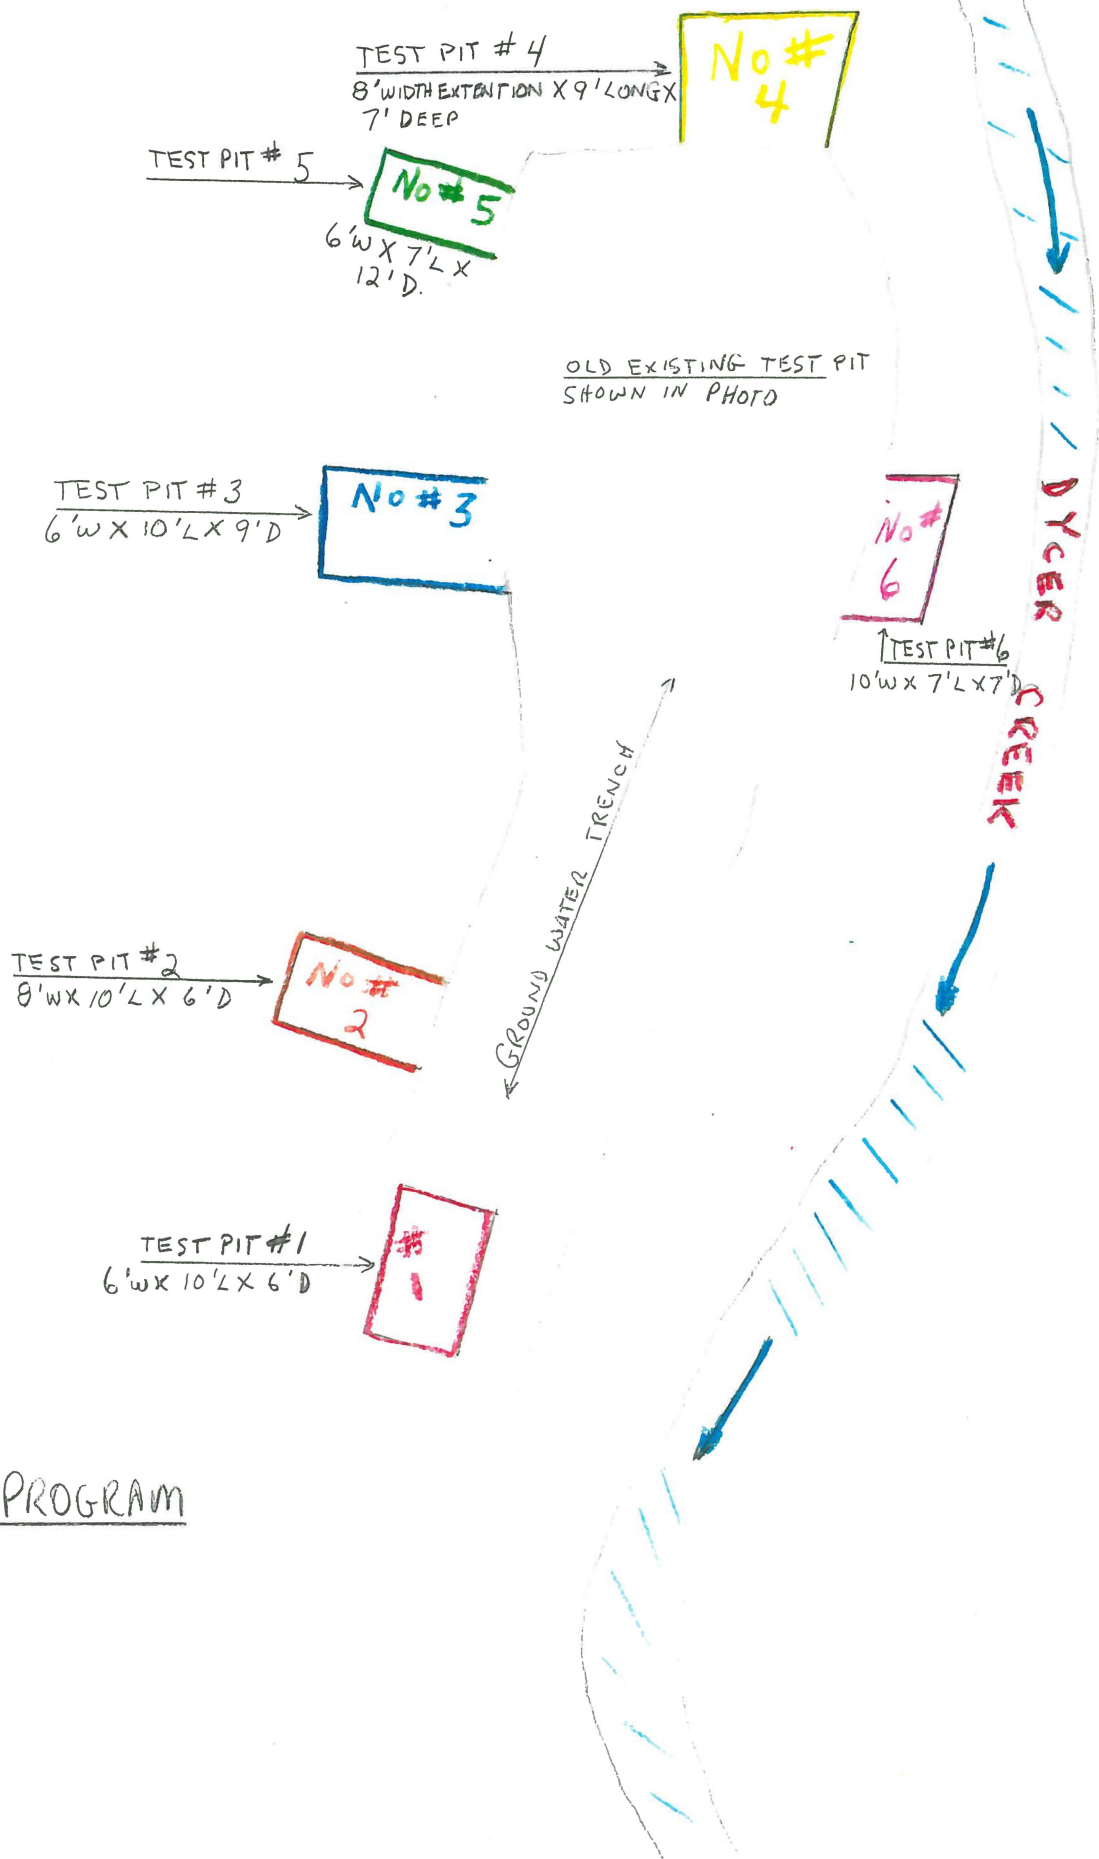 TEST PIT # 4
8' WIDTH EXTENTION X 9' LONG X
7' DEEP
No #
4
TEST PIT # 5
No # 5
6'W X 7'L X
12' D.
OLD EXISTING TEST PIT
SHOWN IN PHOTO
TEST PIT # 3
6'W X 10'L X 9'D
No # 3
No #
6
TEST PIT #6
10'W X 7'L X 7'D
DYCER CREEK
GROUND WATER TRENCH
TEST PIT # 2
8'W X 10'L X 6'D
No #
2
TEST PIT #1
6'W X 10'L X 6'D
#
1
PROGRAM